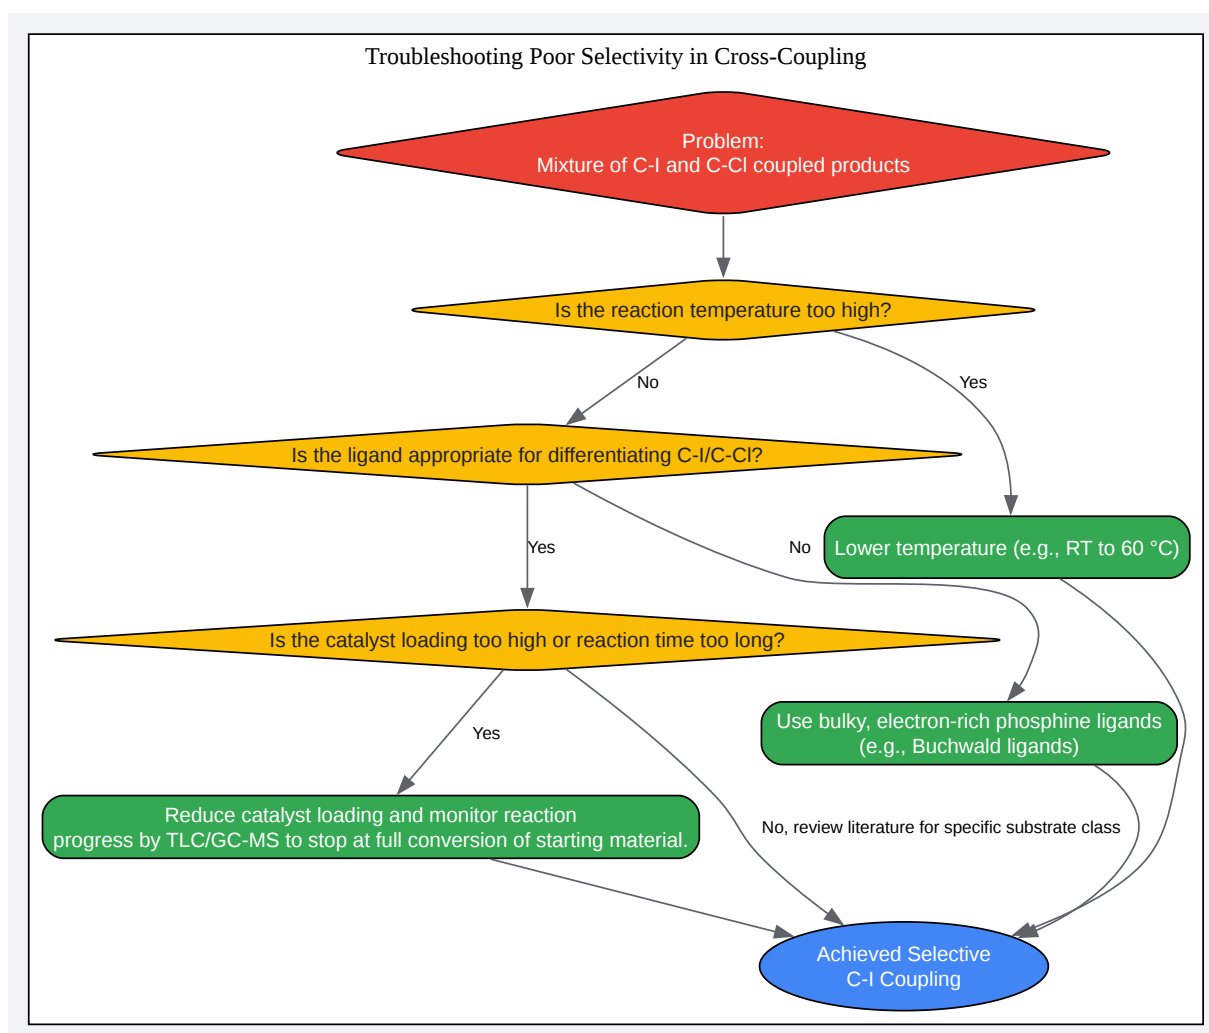 Troubleshooting Poor Selectivity in Cross-Coupling
Problem:
Mixture of C-I and C-Cl coupled products
Is the reaction temperature too high?
No
Yes
Is the ligand appropriate for differentiating C-I/C-Cl?
Yes
No
Lower temperature (e.g., RT to 60 °C)
Is the catalyst loading too high or reaction time too long?
Yes
Use bulky, electron-rich phosphine ligands
(e.g., Buchwald ligands)
Reduce catalyst loading and monitor reaction
progress by TLC/GC-MS to stop at full conversion of starting material.
No, review literature for specific substrate class
Achieved Selective
C-I Coupling